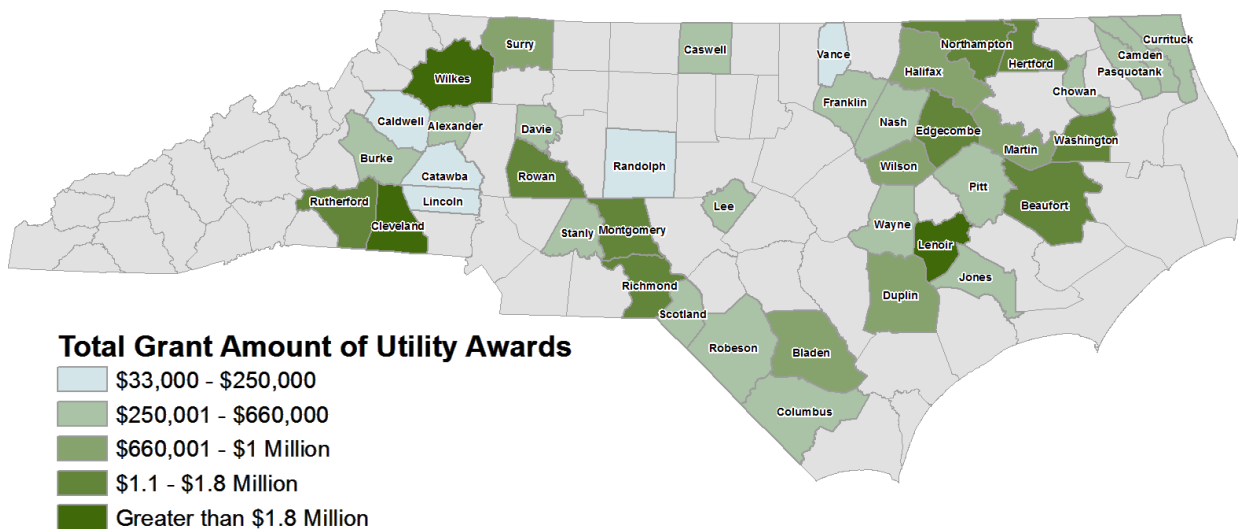 Surry
Caswell
Vance
Northampton
Hertford
Currituck
Camden
Pasquotank
Chowan
Wilkes
Halifax
Franklin
Nash
Edgecombe
Caldwell
Alexander
Davie
Burke
Catawba
Randolph
Martin
Washington
Wilson
Rowan
Lincoln
Pitt
Rutherford
Cleveland
Lee
Beaufort
Stanly
Montgomery
Wayne
Lenoir
Jones
Richmond
Duplin
Scotland
Robeson
Bladen
Columbus
Total Grant Amount of Utility Awards
$33,000 - $250,000
$250,001 - $660,000
$660,001 - $1 Million
$1.1 - $1.8 Million
Greater than $1.8 Million